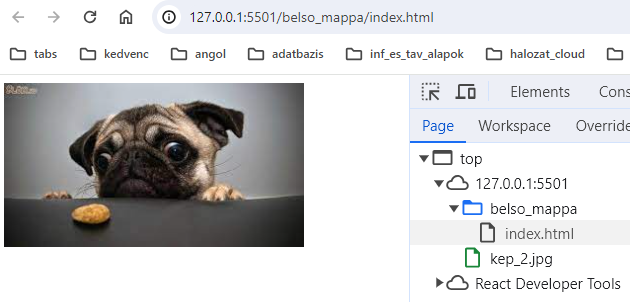 127.0.0.1:5501/belso_mappa/index.html
tabs kedvenc angol adatbazis inf_es_tav_alapok halozat_cloud
Elements Cons
Page Workspace Override
top
127.0.0.1:5501
belso_mappa
index.html
kep_2.jpg
React Developer Tools